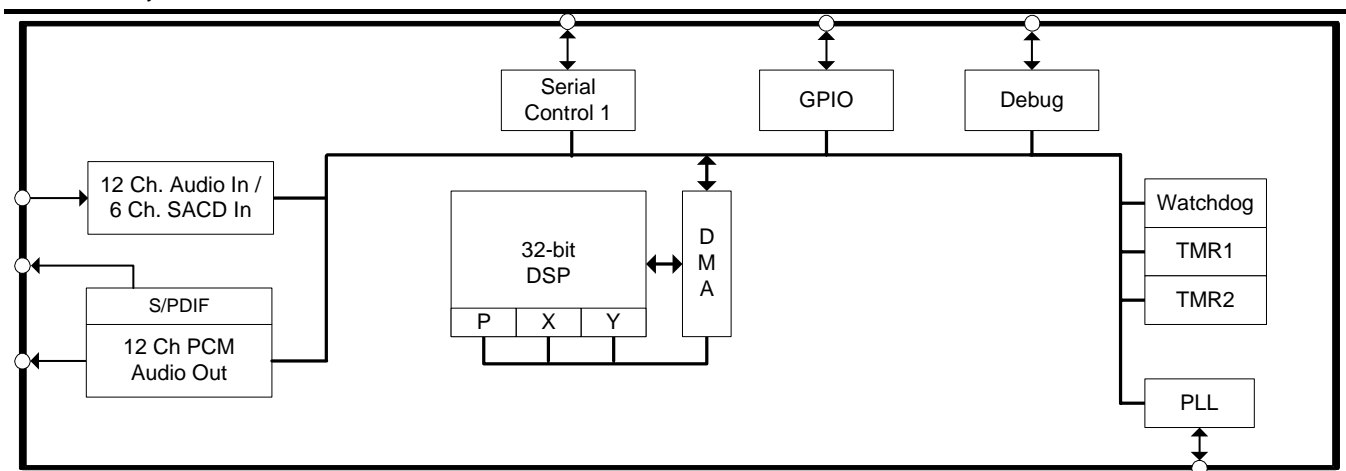 Serial
Control 1
GPIO
Debug
12 Ch. Audio In /
6 Ch. SACD In
32-bit
DSP
P X Y
D
M
A
Watchdog
TMR1
TMR2
S/PDIF
12 Ch PCM
Audio Out
PLL